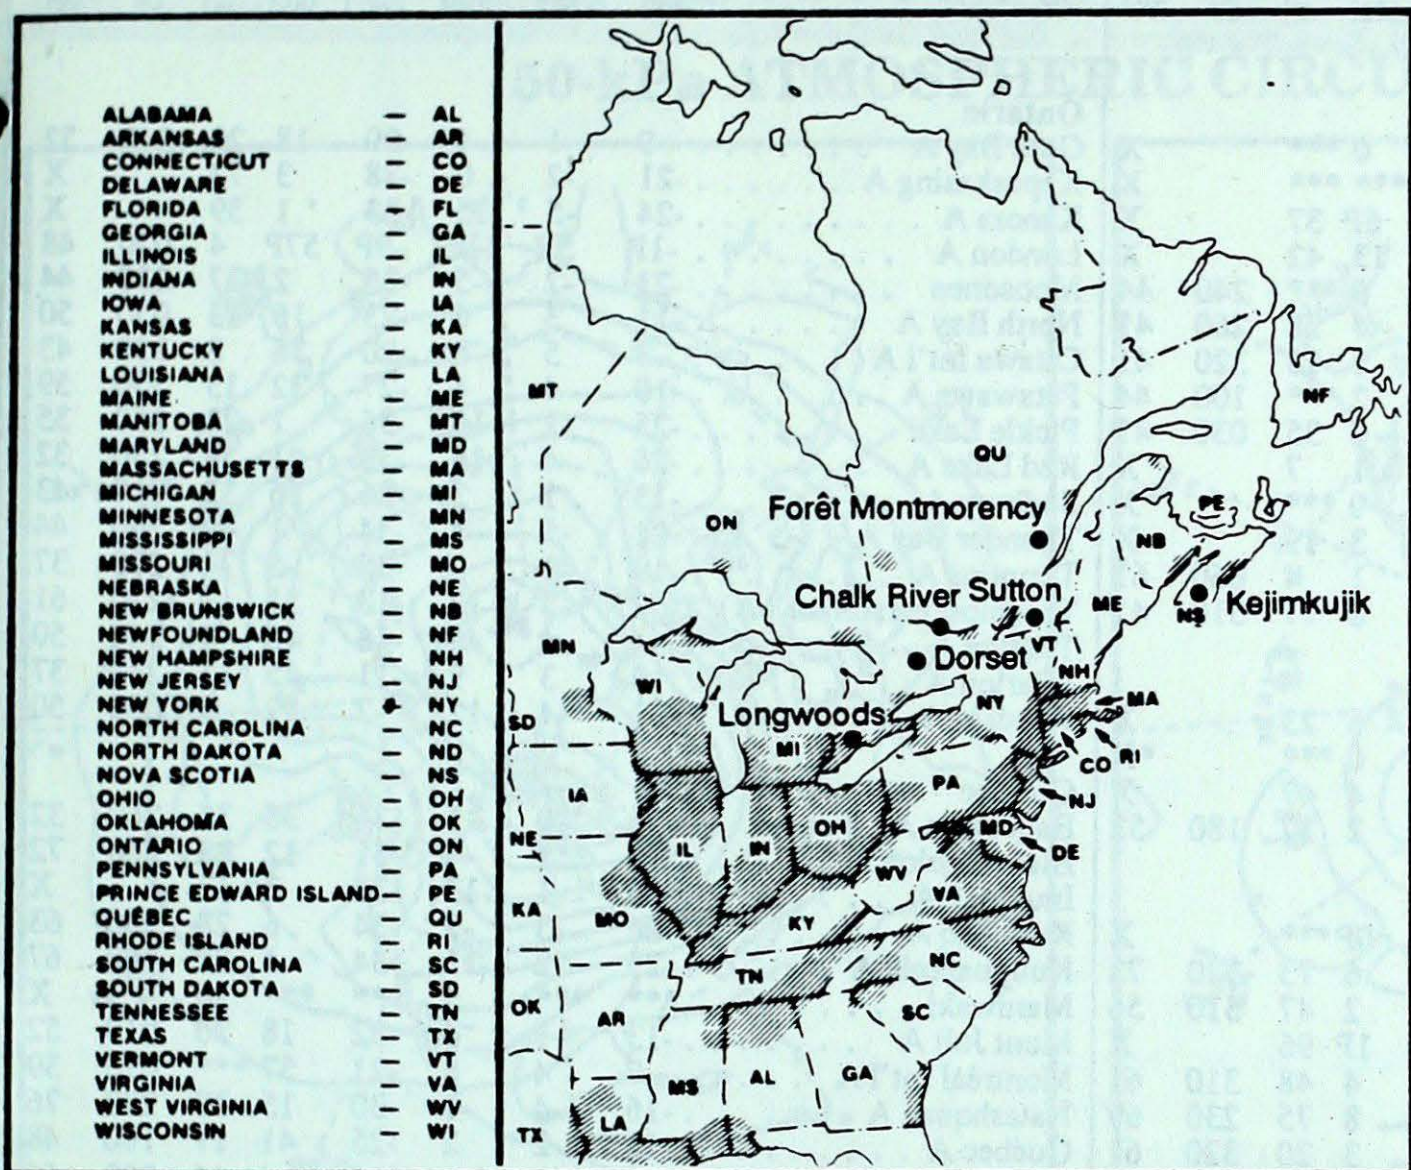 ALABAMA — AL
ARKANSAS — AR
CONNECTICUT — CO
DELAWARE — DE
FLORIDA — FL
GEORGIA — GA
ILLINOIS — IL
INDIANA — IN
IOWA — IA
KANSAS — KA
KENTUCKY — KY
LOUISIANA — LA
MAINE — ME
MANITOBA — MT
MARYLAND — MD
MASSACHUSETTS — MA
MICHIGAN — MI
MINNESOTA — MN
MISSISSIPPI — MS
MISSOURI — MO
NEBRASKA — NE
NEW BRUNSWICK — NB
NEWFOUNDLAND — NF
NEW HAMPSHIRE — NH
NEW JERSEY — NJ
NEW YORK — NY
NORTH CAROLINA — NC
NORTH DAKOTA — ND
NOVA SCOTIA — NS
OHIO — OH
OKLAHOMA — OK
ONTARIO — ON
PENNSYLVANIA — PA
PRINCE EDWARD ISLAND — PE
QUÉBEC — QU
RHODE ISLAND — RI
SOUTH CAROLINA — SC
SOUTH DAKOTA — SD
TENNESSEE — TN
TEXAS — TX
VERMONT — VT
VIRGINIA — VA
WEST VIRGINIA — WV
WISCONSIN — WI
MT
NF
QU
PE
Forêt Montmorency
ON
NB
Chalk River
Sutton
ME
NS
Kejimkujik
MN
VT
Dorset
NH
WI
NY
MA
SD
Longwoods
MI
CO
RI
IA
PA
NJ
NE
IL
IN
OH
MD
DE
WV
VA
KA
MO
KY
NC
TN
OK
AR
SC
MS
AL
GA
LA
TX